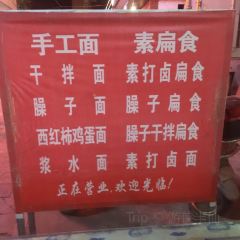 手工面 素扁食
干拌面 素打卤扁食
臊子面 臊子扁食
西红柿鸡蛋面 臊子干拌扁食
浆水面 素打卤面
正在营业,欢迎光临!
Trip